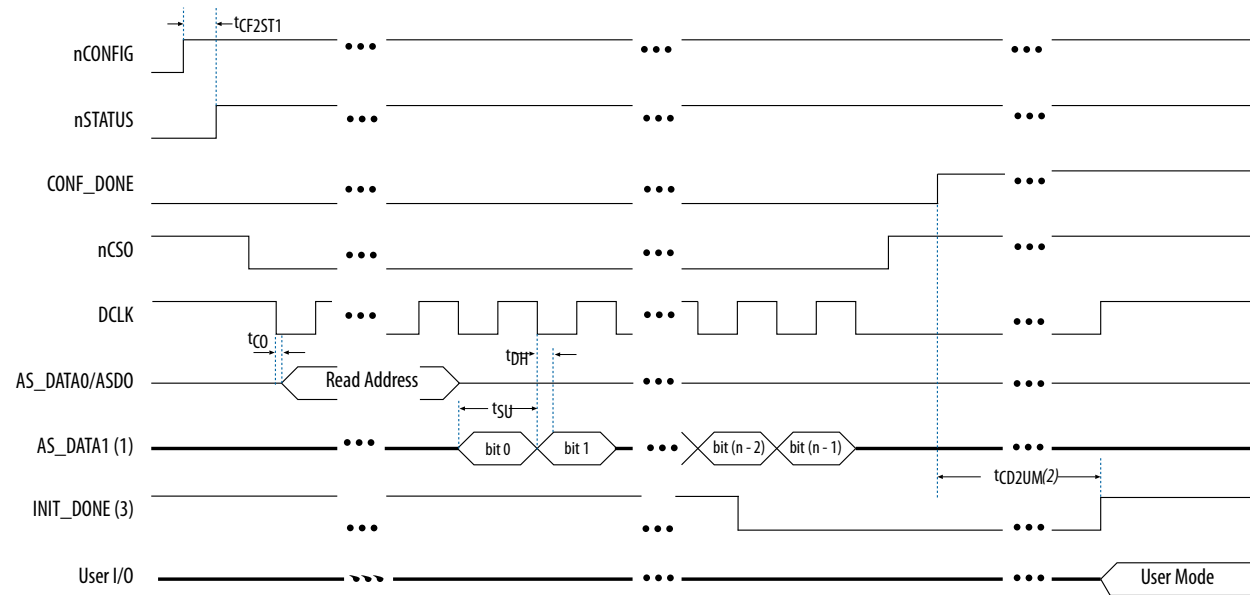 tCF2ST1
nCONFIG
nSTATUS
CONF_DONE
nCSO
DCLK
tCO
tDH
AS_DATA0/ASDO
Read Address
tSU
AS_DATA1 (1)
bit 0
bit 1
bit (n - 2)
bit (n - 1)
tCD2UM(2)
INIT_DONE (3)
User I/O
User Mode